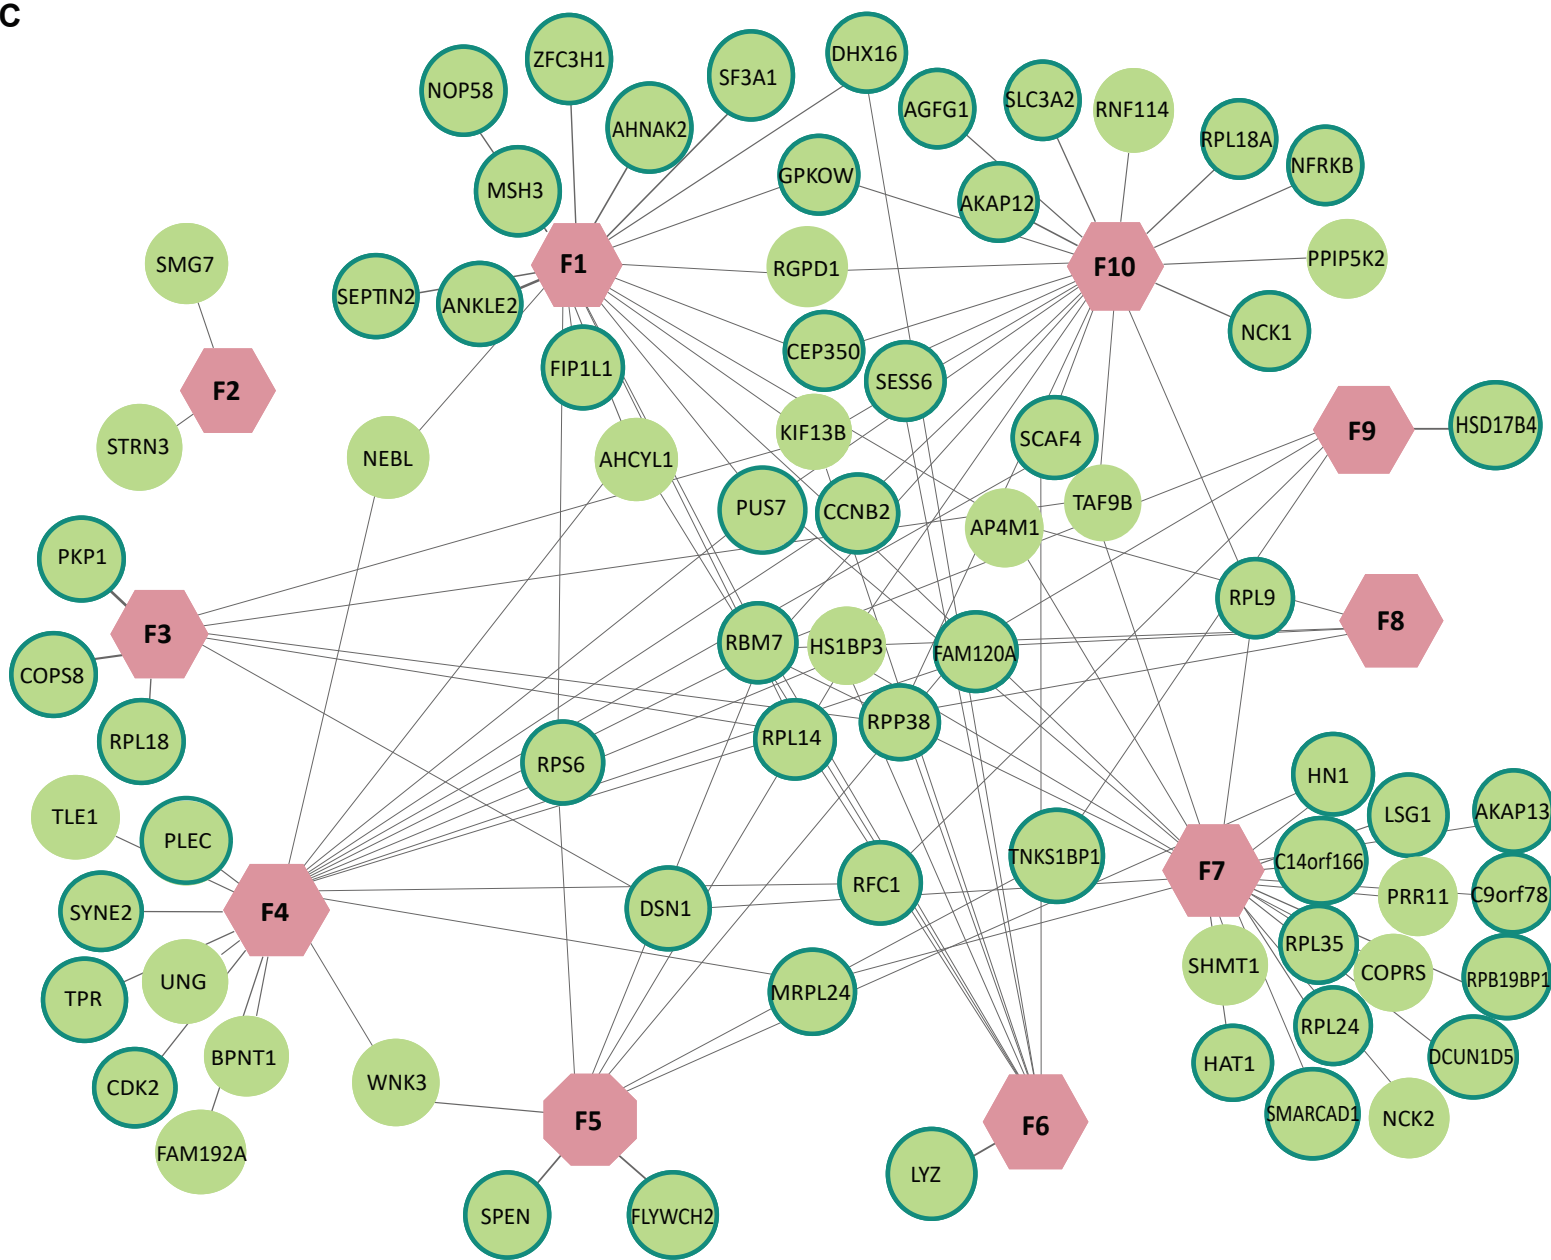 C
ZFC3H1
DHX16
SF3A1
NOP58
SLC3A2
AGFG1
RNF114
AHNAK2
RPL18A
NFRKB
GPKOW
MSH3
AKAP12
SMG7
F1
RGPD1
F10
PPIP5K2
SEPTIN2
ANKLE2
NCK1
CEP350
FIP1L1
SESS6
F2
HSD17B4
KIF13B
F9
SCAF4
STRN3
NEBL
AHCYL1
TAF9B
PUS7
CCNB2
AP4M1
PKP1
RPL9
F8
F3
RBM7
HS1BP3
FAM120A
COPS8
RPP38
RPL18
RPL14
RPS6
HN1
AKAP13
LSG1
TLE1
PLEC
TNKS1BP1
C14orf166
F7
RFC1
C9orf78
PRR11
DSN1
SYNE2
F4
RPL35
SHMT1
COPRS
RPB19BP1
UNG
MRPL24
TPR
RPL24
BPNT1
DCUN1D5
HAT1
WNK3
CDK2
SMARCAD1
NCK2
F5
F6
FAM192A
LYZ
SPEN
FLYWCH2